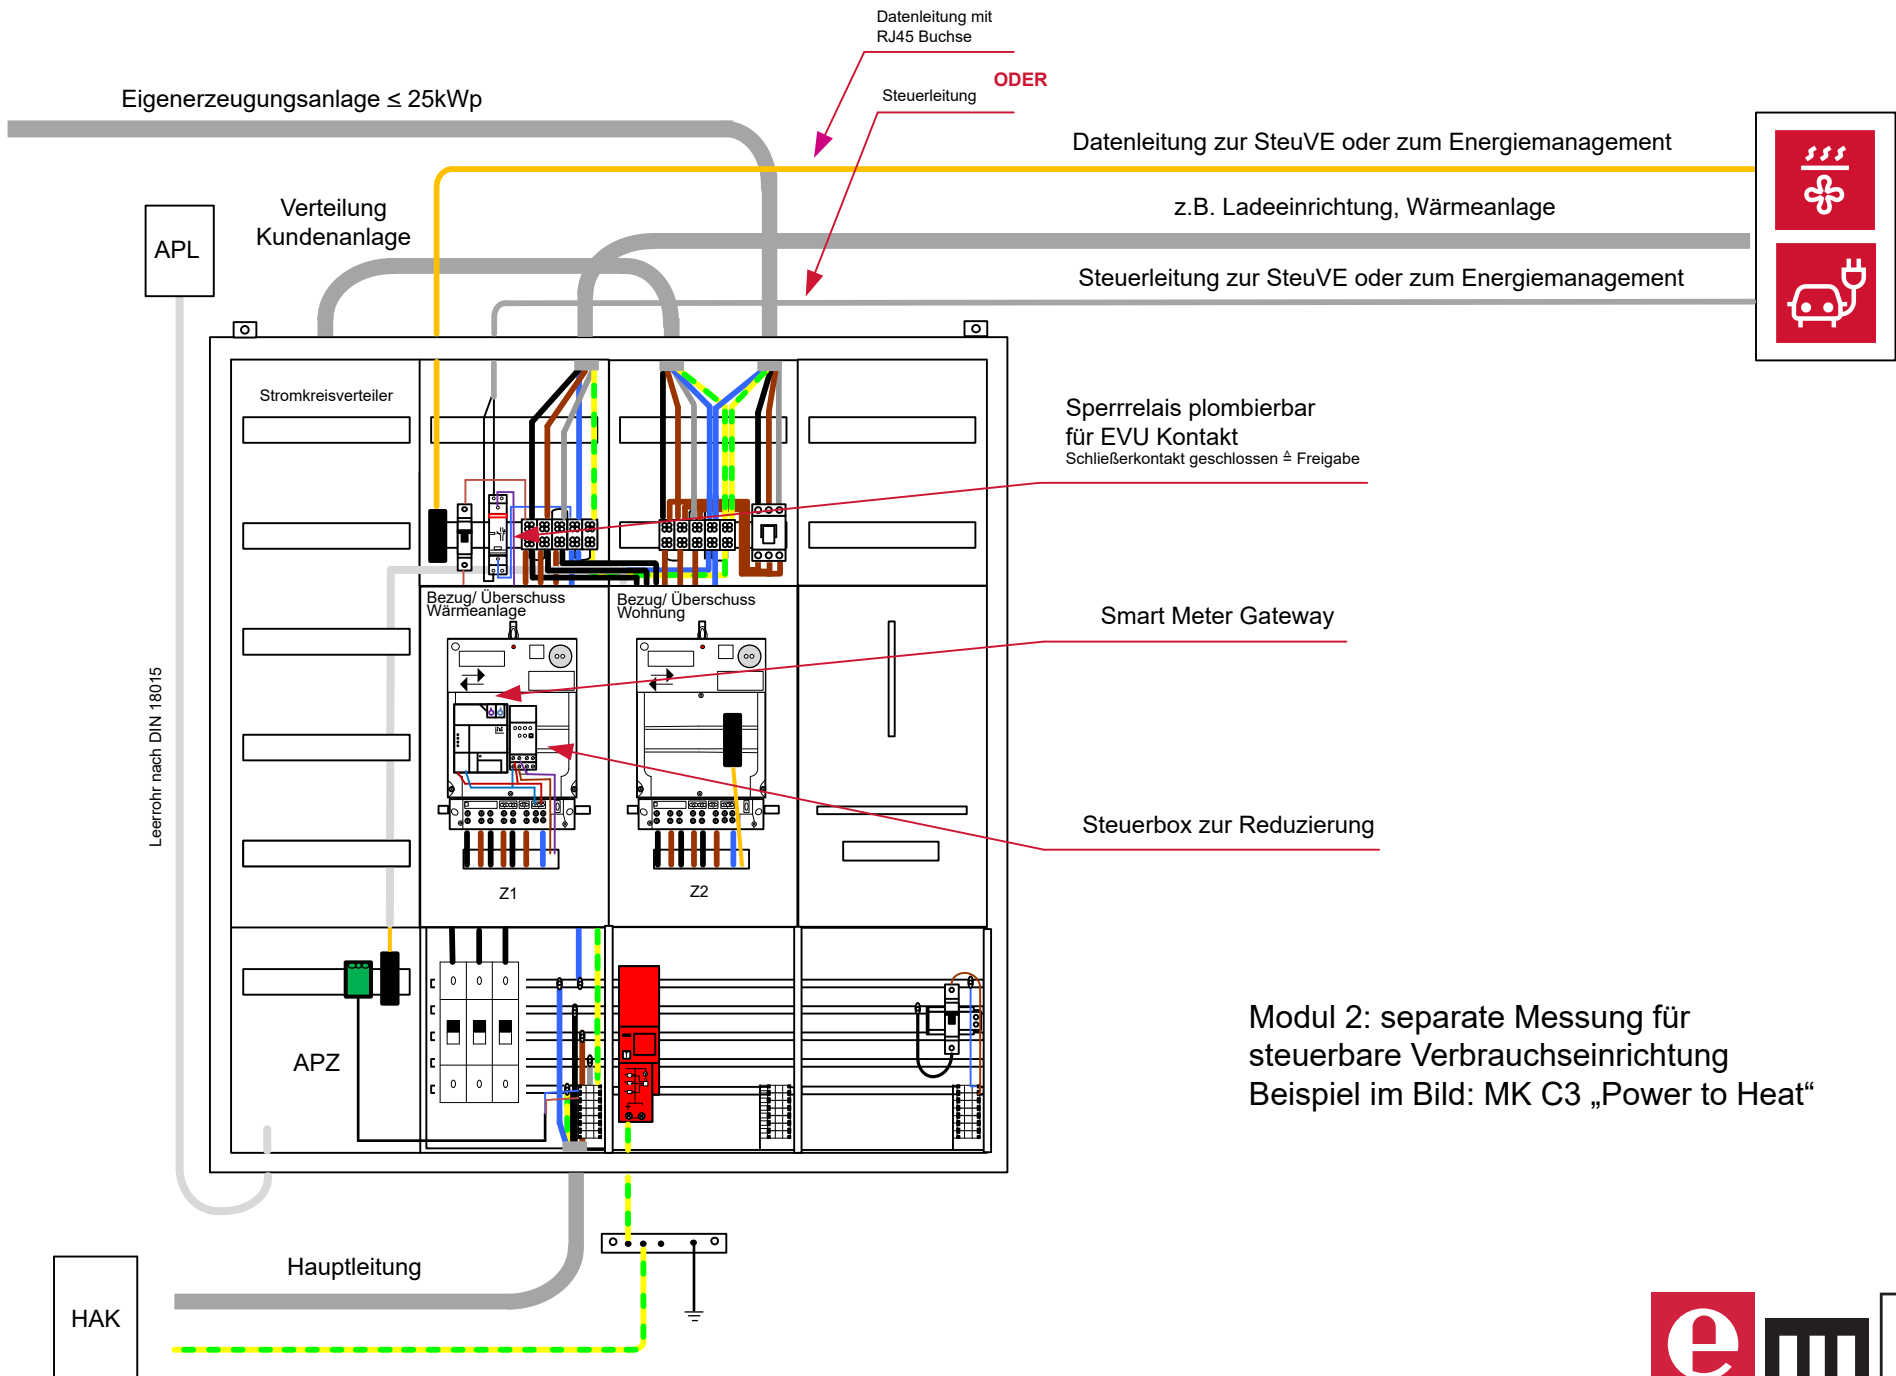 Datenleitung mit
RJ45 Buchse
ODER
Steuerleitung
Eigenerzeugungsanlage ≤ 25kWp
Datenleitung zur SteuVE oder zum Energiemanagement
z.B. Ladeeinrichtung, Wärmeanlage
Steuerleitung zur SteuVE oder zum Energiemanagement
Verteilung
Kundenanlage
APL
Stromkreisverteiler
Sperrrelais plombierbar
für EVU Kontakt
Schließerkontakt geschlossen ≙ Freigabe
Bezug/ Überschuss
Wärmeanlage
Bezug/ Überschuss
Wohnung
Smart Meter Gateway
Leerrohr nach DIN 18015
Steuerbox zur Reduzierung
Z1
Z2
APZ
Modul 2: separate Messung für
steuerbare Verbrauchseinrichtung
Beispiel im Bild: MK C3 „Power to Heat“
Hauptleitung
HAK
em